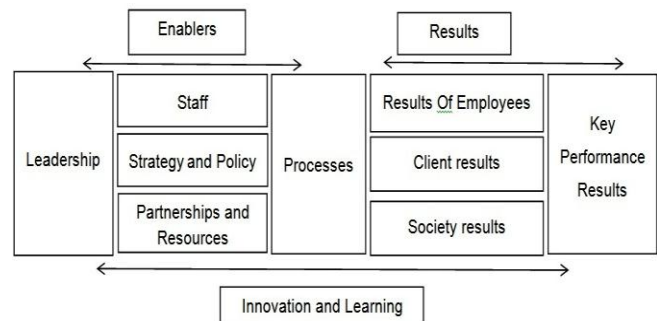 Enablers
Results
Leadership
Staff
Strategy and Policy
Partnerships and
Resources
Processes
Results Of Employees
Client results
Society results
Key
Performance
Results
Innovation and Learning